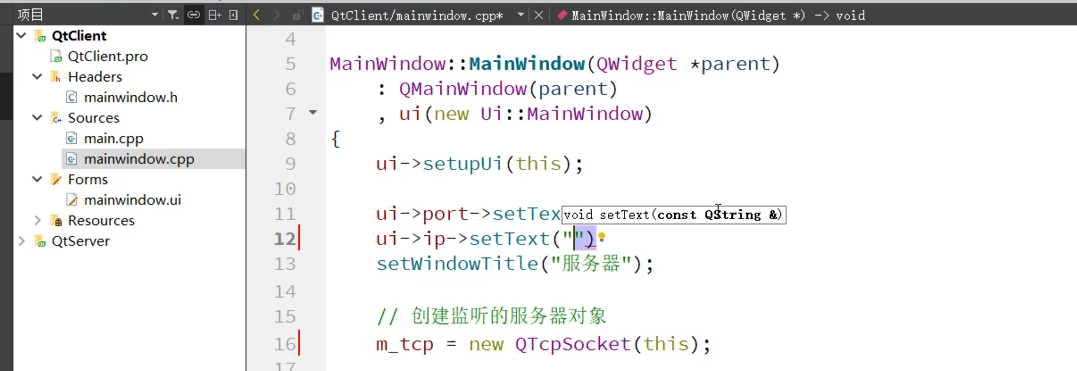 项目
QtClient/mainwindow.cpp*
MainWindow::MainWindow(QWidget *) -> void
QtClient
QtClient.pro
Headers
mainwindow.h
Sources
main.cpp
mainwindow.cpp
Forms
mainwindow.ui
Resources
QtServer
4
5 MainWindow::MainWindow(QWidget *parent)
6 : QMainWindow(parent)
7 , ui(new Ui::MainWindow)
8 {
9 ui->setupUi(this);
10
11 ui->port->setTex
void setText(const QString &)
12 ui->ip->setText("")
13 setWindowTitle("服务器");
14
15 // 创建监听的服务器对象
16 m_tcp = new QTcpSocket(this);
17